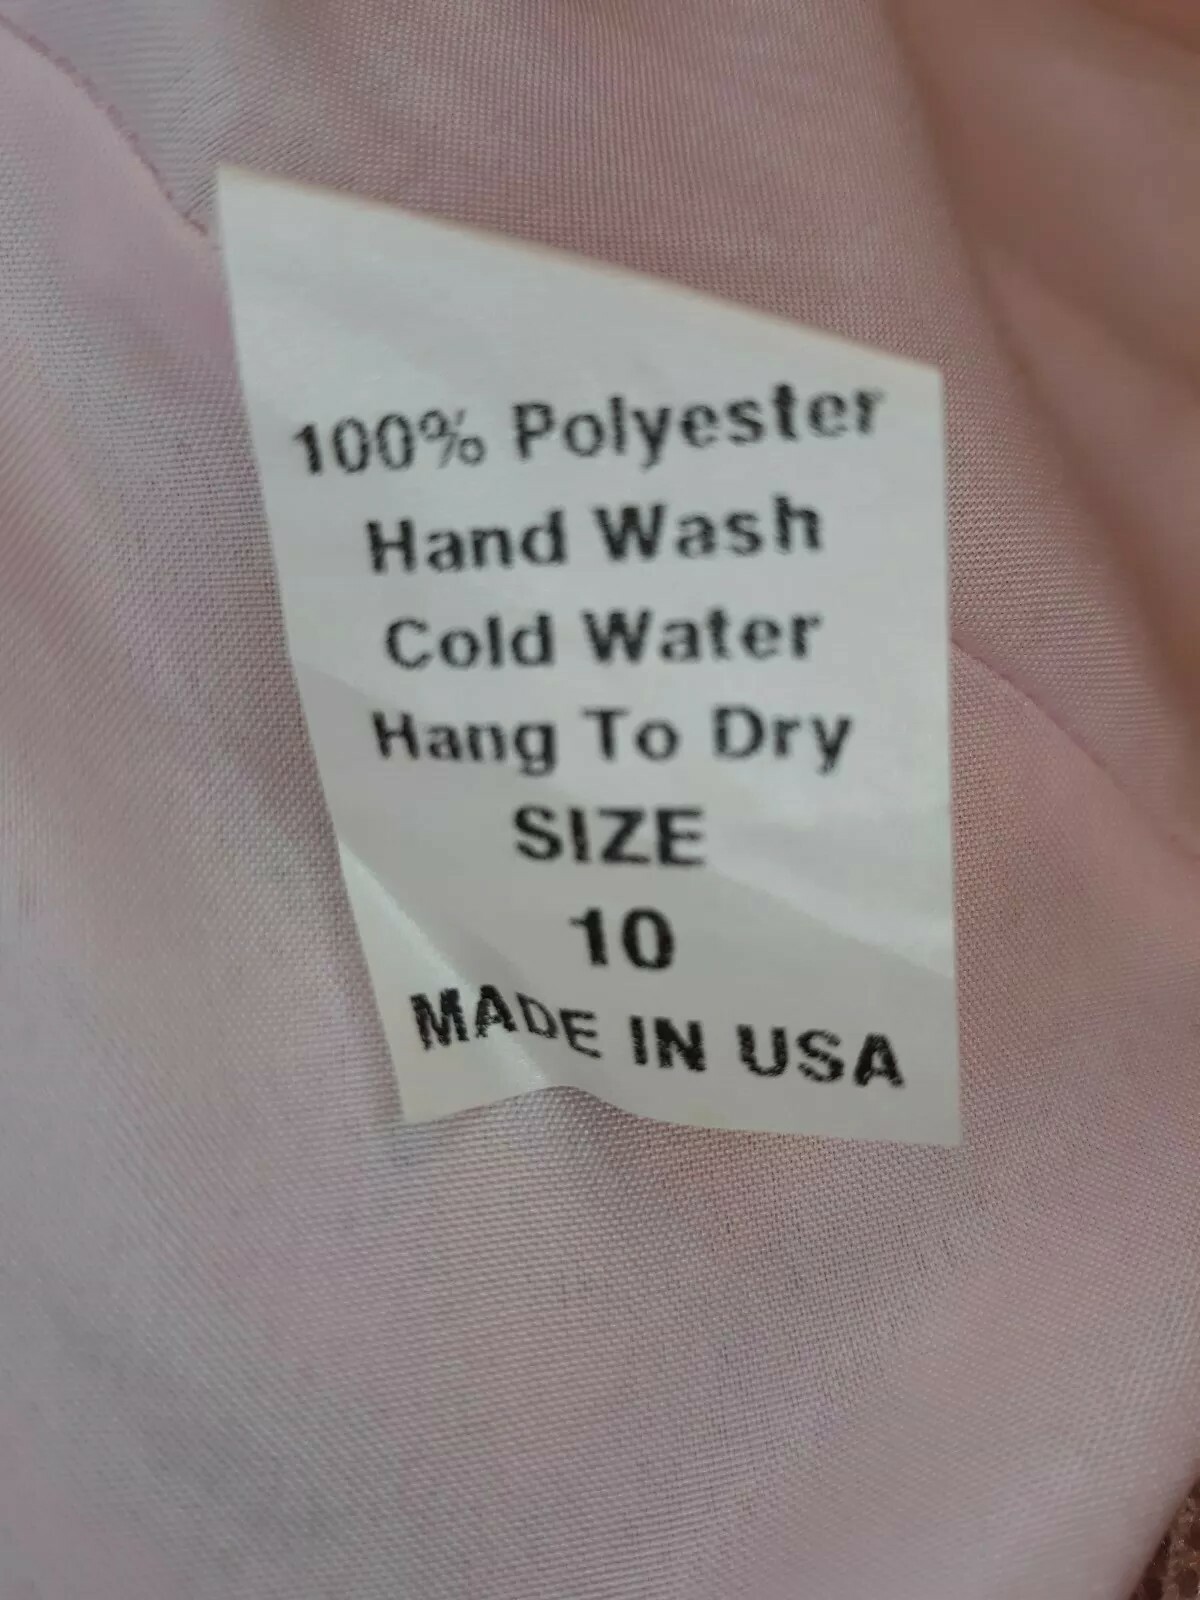 100% Polyester
Hand Wash
Cold Water
Hang To Dry
SIZE
10
MADE IN USA